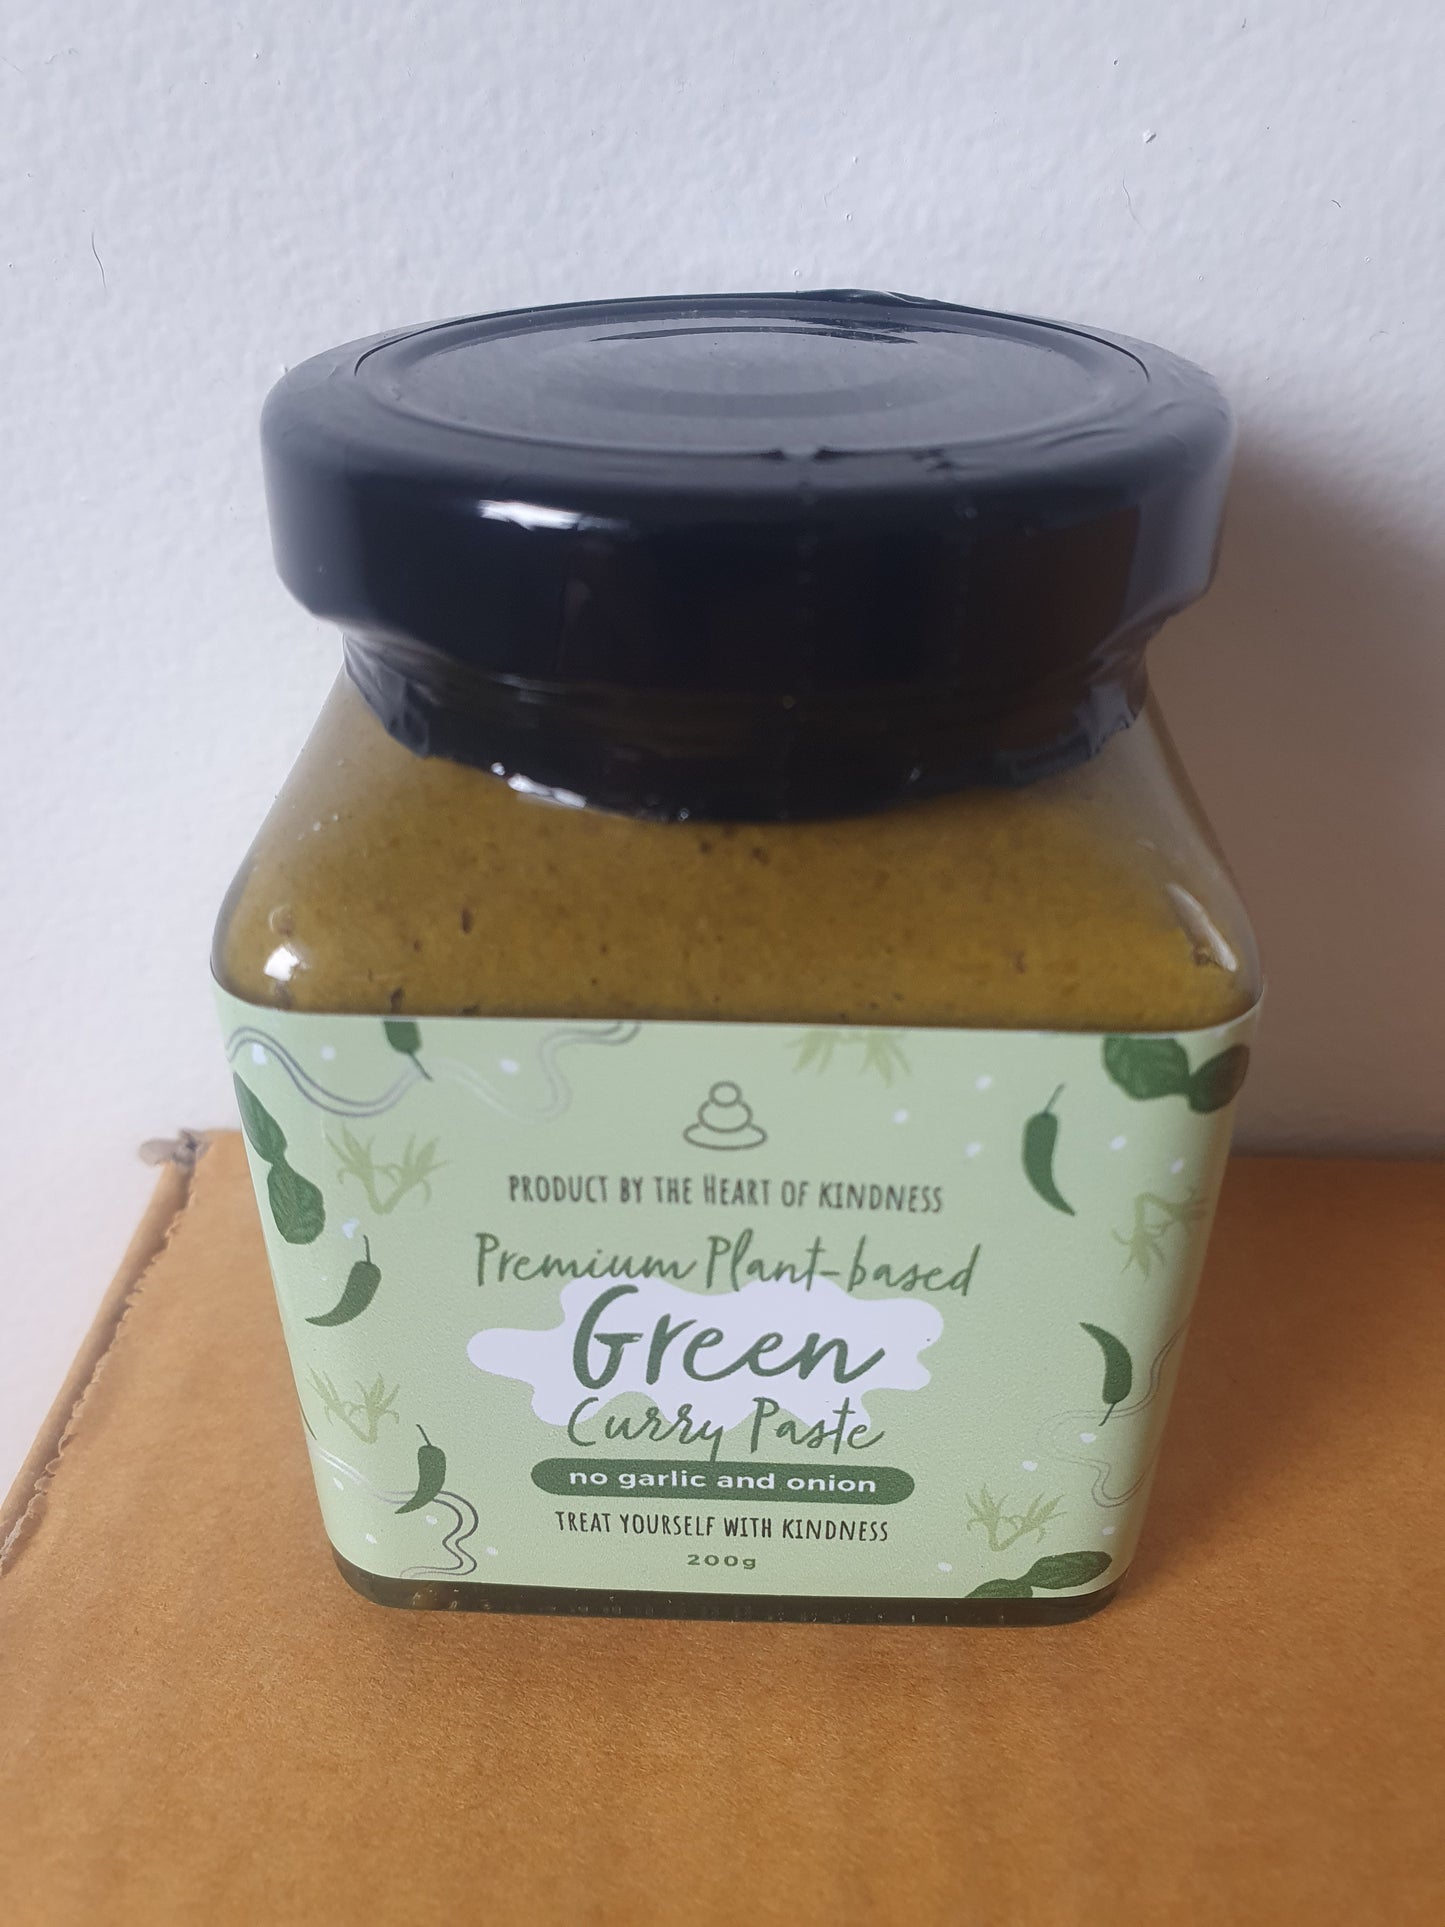 PRODUCT BY THE HEART OF KINDNESS
Premium Plant-based
Green
Curry Paste
no garlic and onion
TREAT YOURSELF WITH KINDNESS
200g